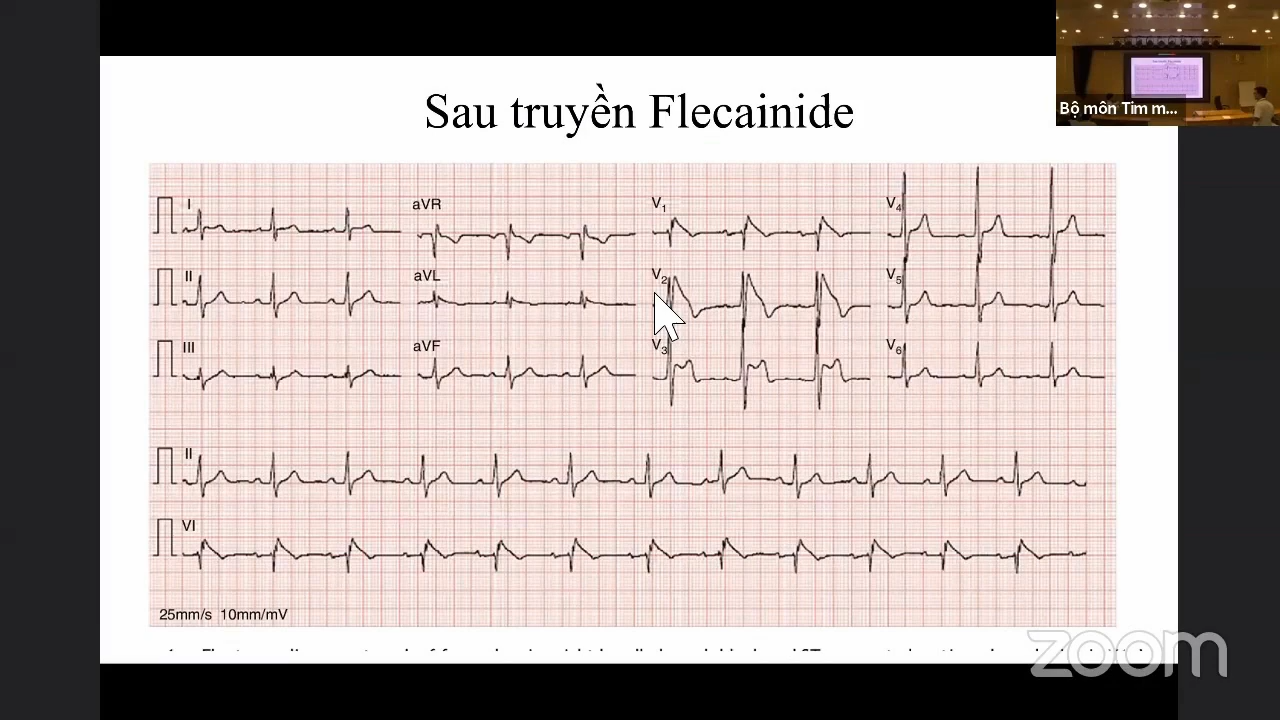 Bộ môn Tim m...
Sau truyền Flecainide
I aVR V1 V4
II aVL V2 V5
III aVF V3 V6
II
VI
25mm/s 10mm/mV
zoom